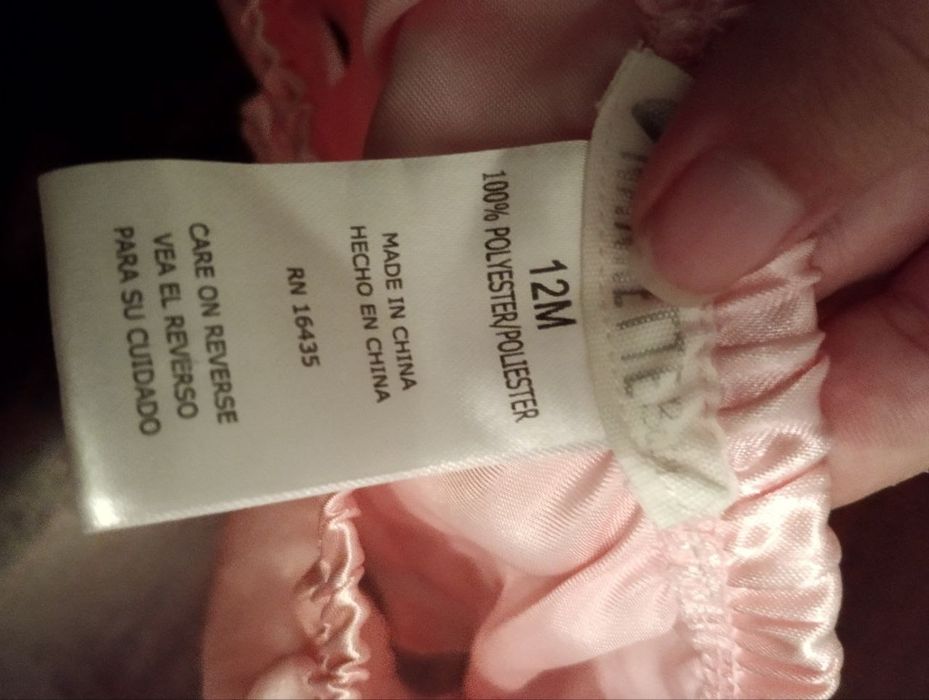 12M
100% POLYESTER/POLIESTER
MADE IN CHINA
HECHO EN CHINA
RN 16435
CARE ON REVERSE
VEA EL REVERSO
PARA SU CUIDADO